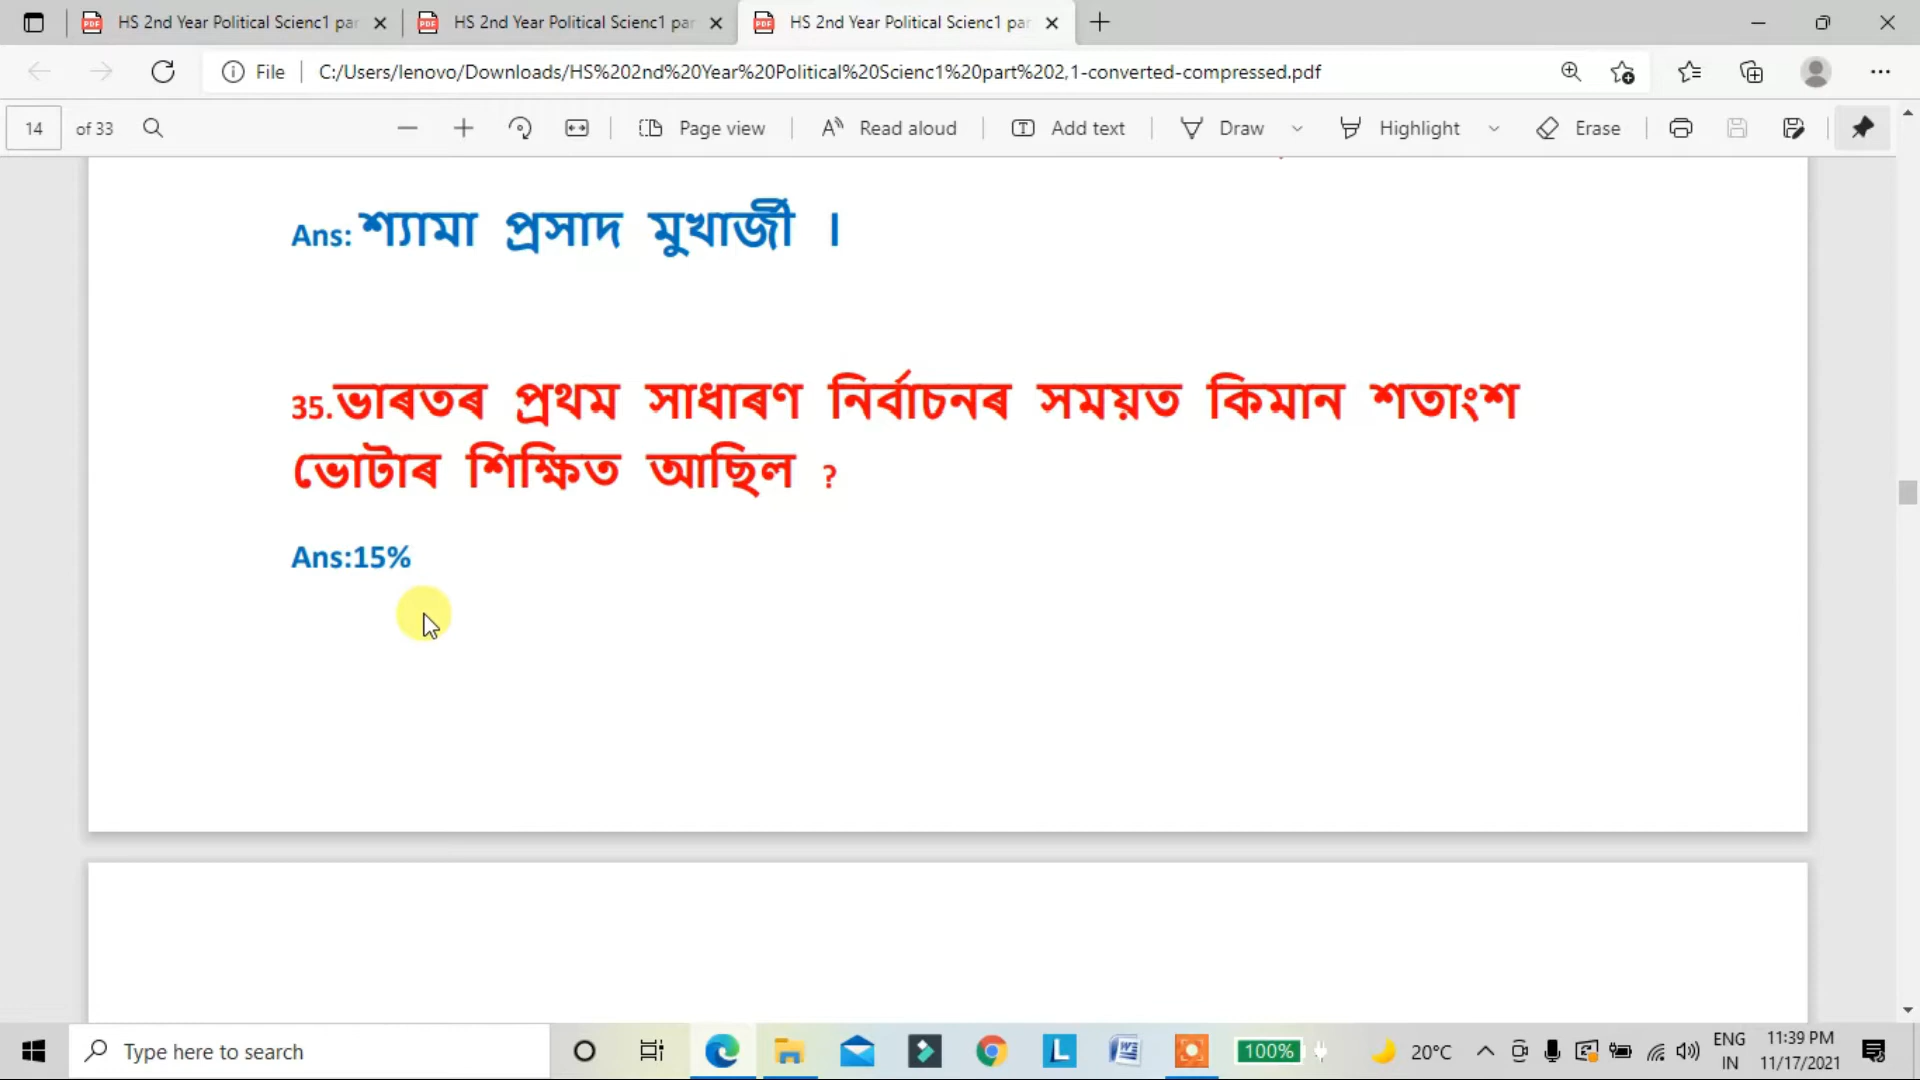 HS 2nd Year Political Scienc1 par
HS 2nd Year Political Scienc1 par
HS 2nd Year Political Scienc1 par
File
C:/Users/lenovo/Downloads/HS%202nd%20Year%20Political%20Scienc1%20part%202,1-converted-compressed.pdf
14 of 33
Page view
Read aloud
Add text
Draw
Highlight
Erase
Ans: শ্যামা প্ৰসাদ মুখাৰ্জী ।
35.ভাৰতৰ প্ৰথম সাধাৰণ নিৰ্বাচনৰ সময়ত কিমান শতাংশ
ভোটাৰ শিক্ষিত আছিল ?
Ans:15%
Type here to search
100%
20°C
ENG
IN
11:39 PM
11/17/2021